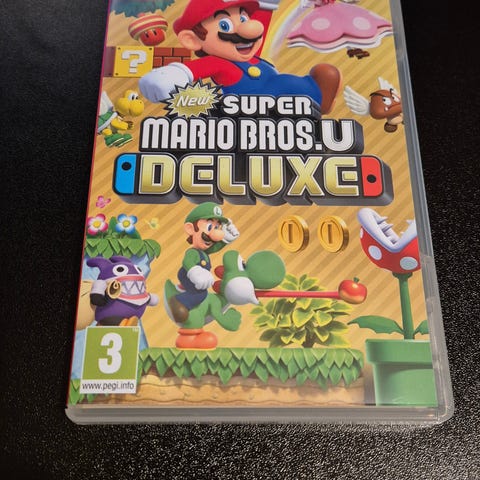 ?
New SUPER
MARIO BROS. U
DELUXE
3
www.pegi.info